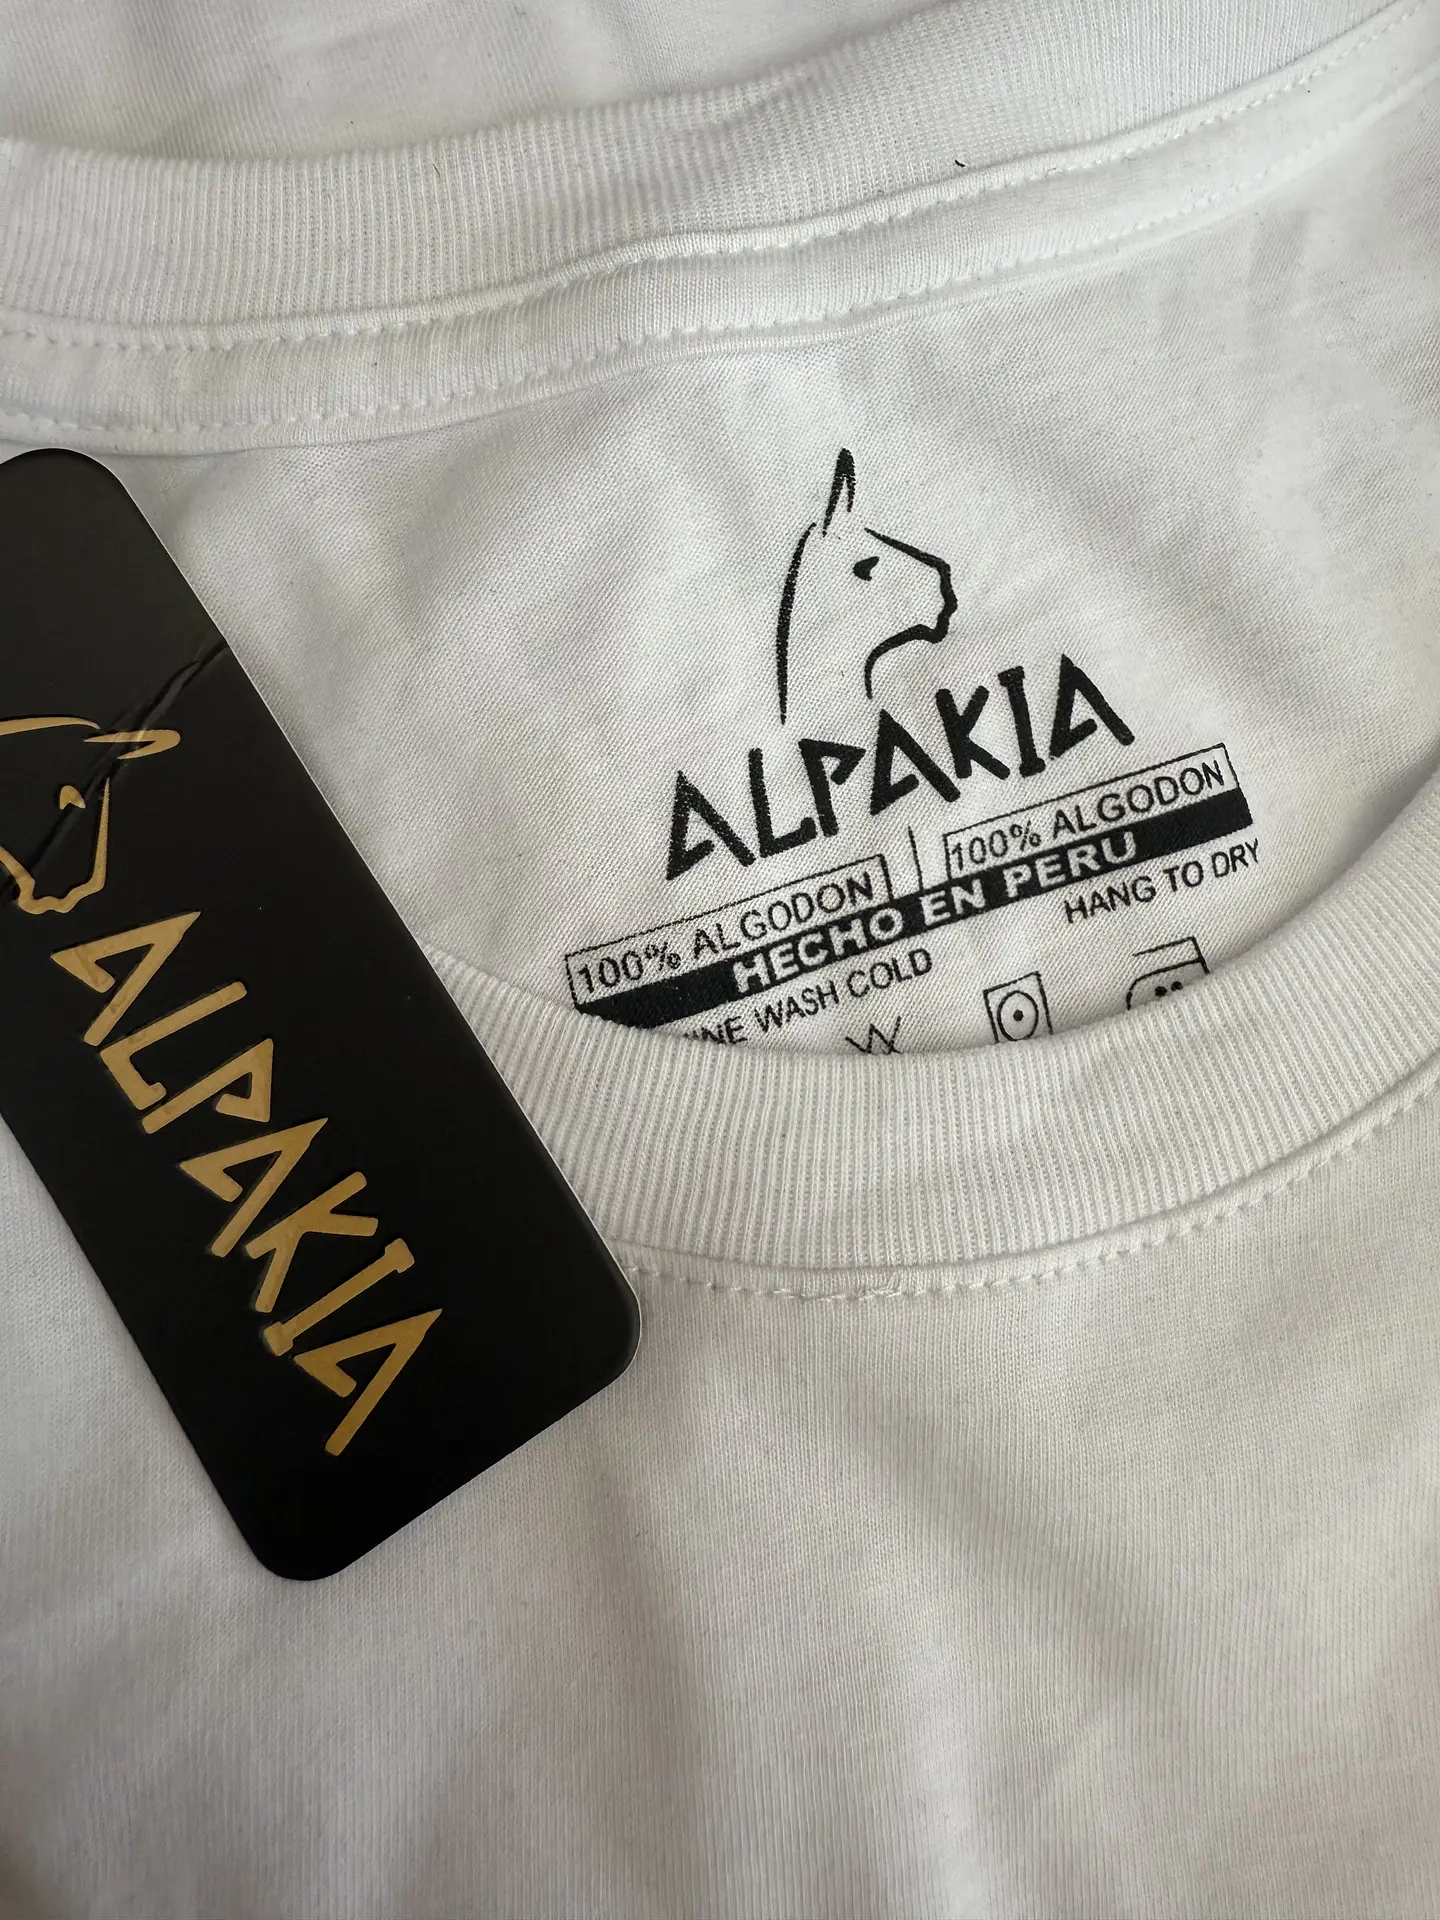 ALPAKIA
100% ALGODON | 100% ALGODON
HECHO EN PERU
WASH COLD HANG TO DRY
ALPAKIA